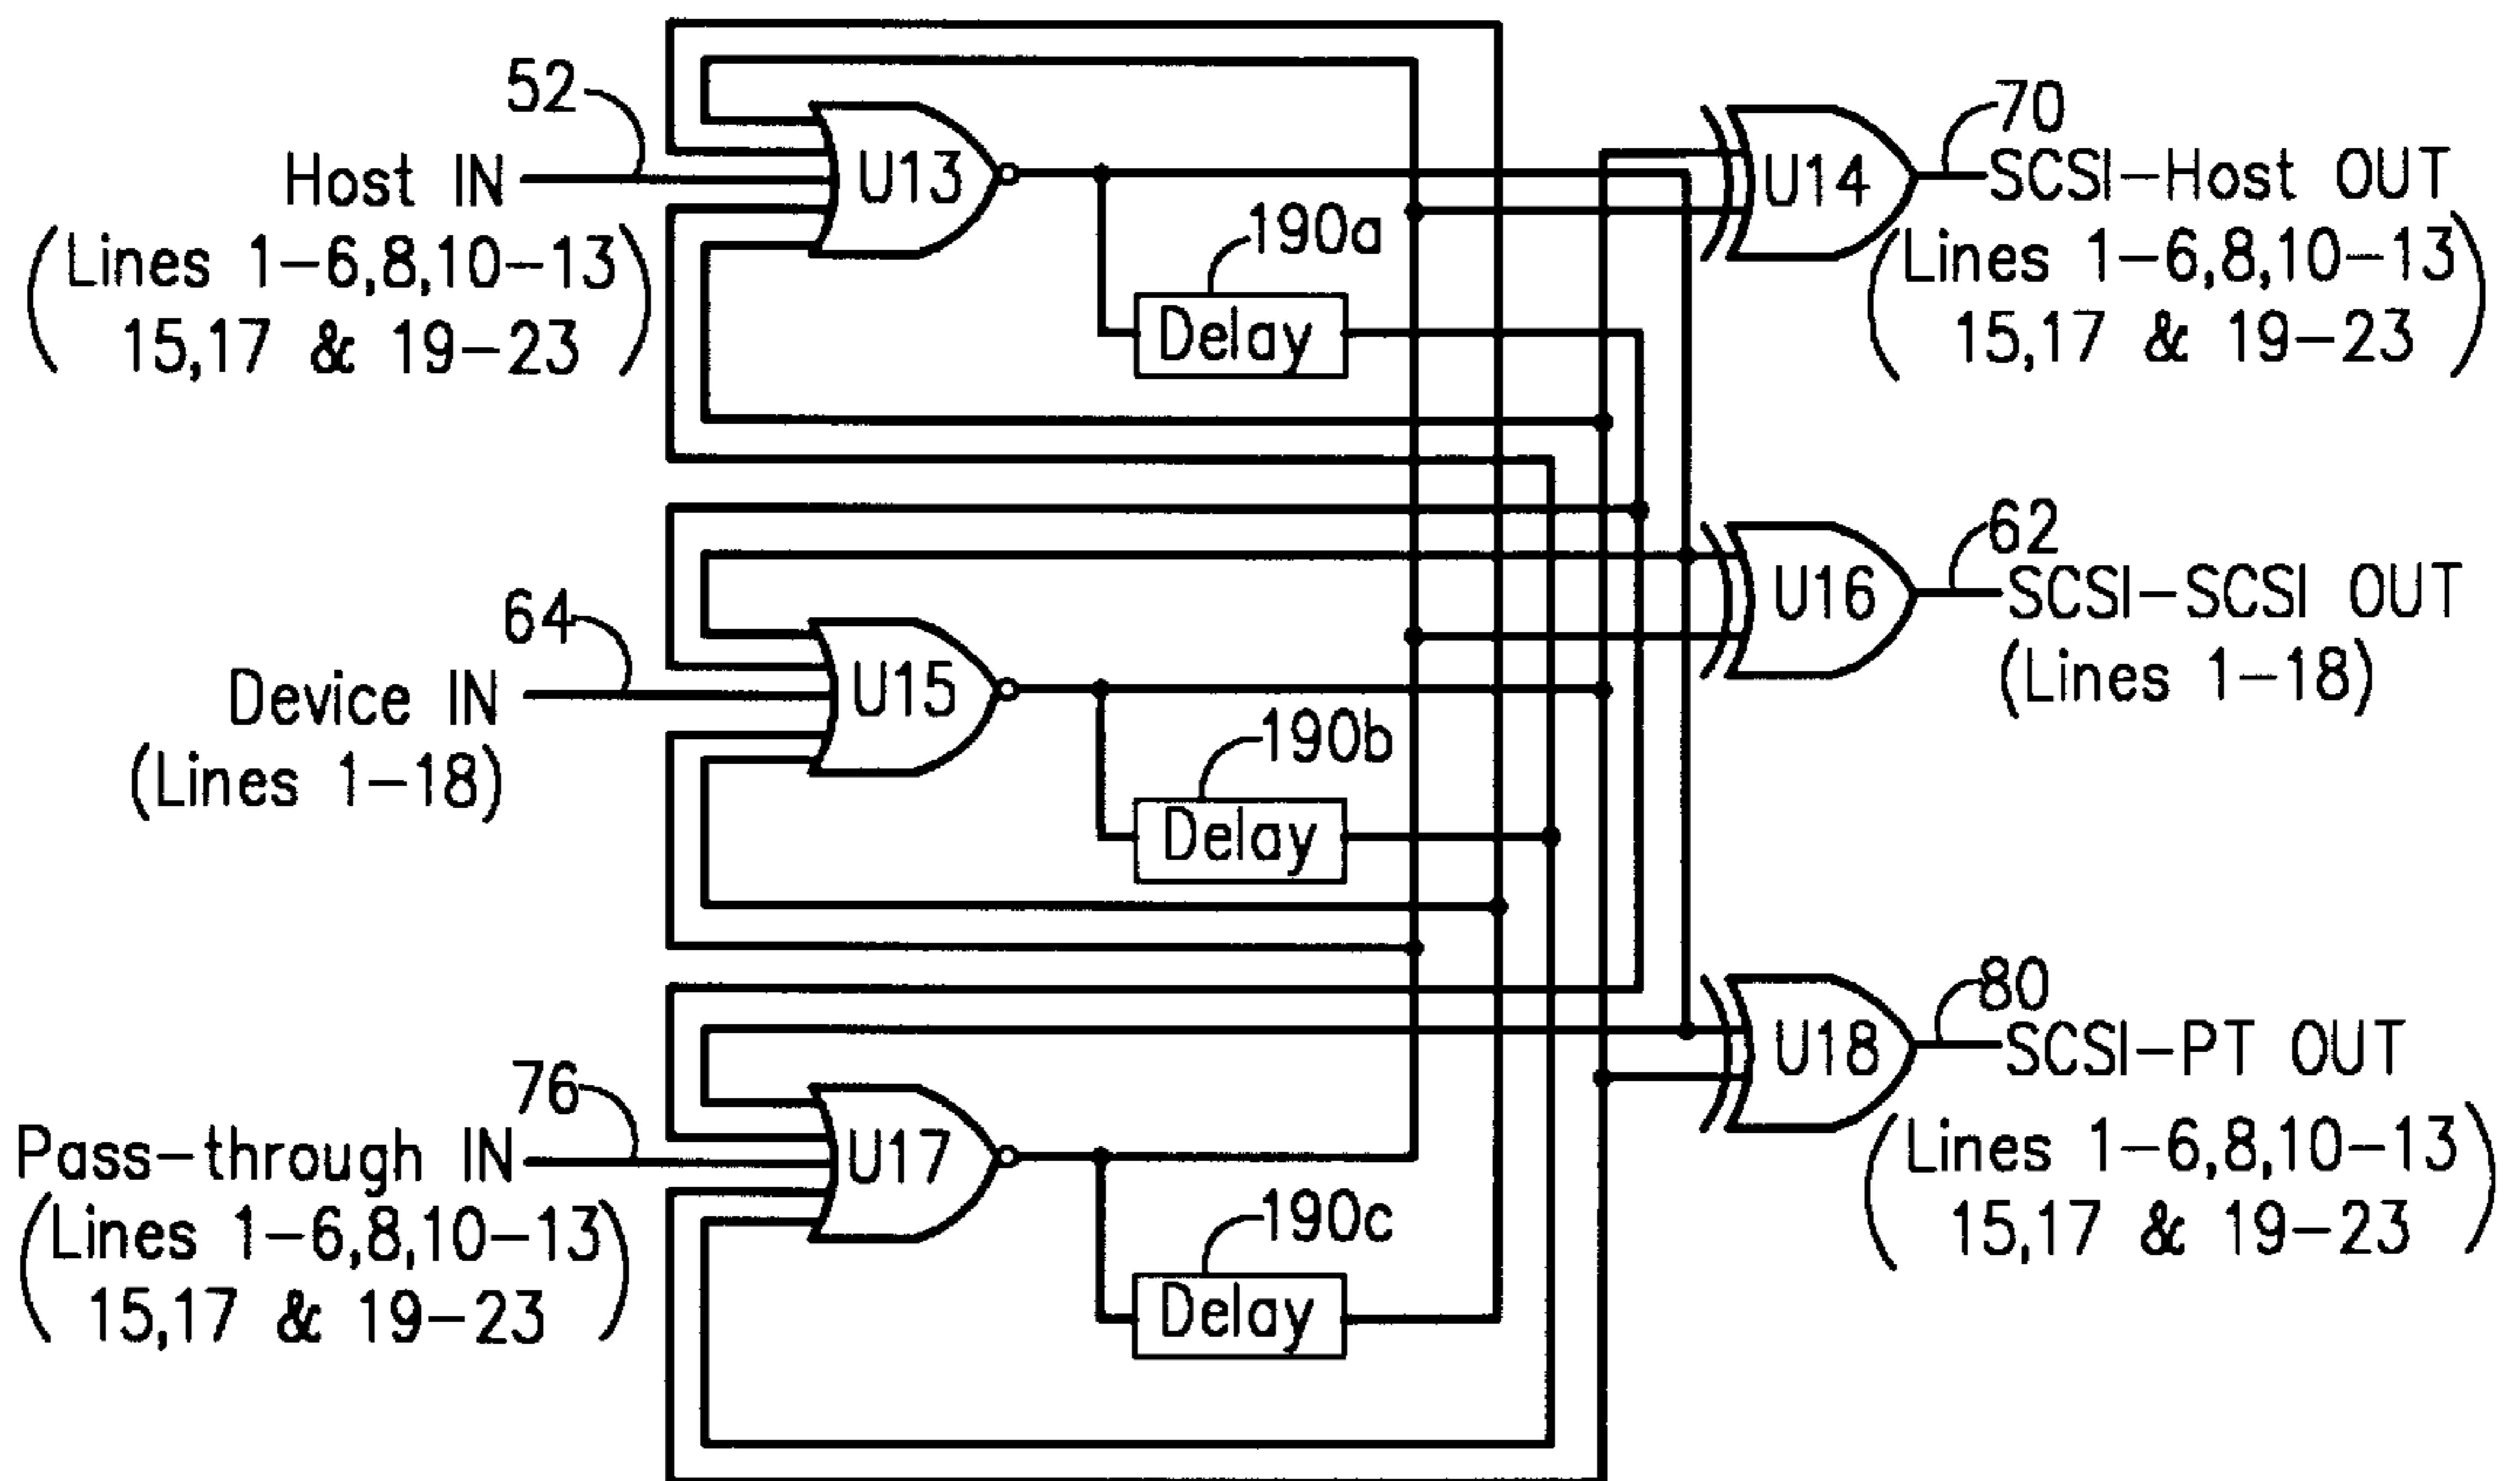 52
Host IN
(Lines 1-6,8,10-13
15,17 & 19-23)
U13
190a
Delay
U14
70
SCSI-Host OUT
(Lines 1-6,8,10-13
15,17 & 19-23)
64
Device IN
(Lines 1-18)
U15
190b
Delay
U16
62
SCSI-SCSI OUT
(Lines 1-18)
76
Pass-through IN
(Lines 1-6,8,10-13
15,17 & 19-23)
U17
190c
Delay
U18
80
SCSI-PT OUT
(Lines 1-6,8,10-13
15,17 & 19-23)